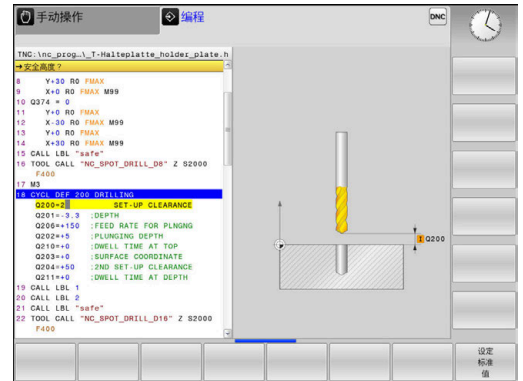 手动操作
编程
DNC
TNC:\nc_prog…\_T-Halteplatte_holder_plate.h
→安全高度？
8 Y+30 R0 FMAX
9 X+0 R0 FMAX M99
10 Q374 = 0
11 Y+0 R0 FMAX
12 X-30 R0 FMAX M99
13 Y+0 R0 FMAX
14 X+30 R0 FMAX M99
15 CALL LBL "safe"
16 TOOL CALL "NC_SPOT_DRILL_D8" Z S2000
F400
17 M3
18 CYCL DEF 200 DRILLING
Q200=2 SET-UP CLEARANCE
Q201=-3.3 ;DEPTH
Q206=+150 ;FEED RATE FOR PLNGNG
Q202=+5 ;PLUNGING DEPTH
Q210=+0 ;DWELL TIME AT TOP
Q203=+0 ;SURFACE COORDINATE
Q204=+50 ;2ND SET-UP CLEARANCE
Q211=+0 ;DWELL TIME AT DEPTH
19 CALL LBL 1
20 CALL LBL 2
21 CALL LBL "safe"
22 TOOL CALL "NC_SPOT_DRILL_D16" Z S2000
F400
Q200
设定
标准
值